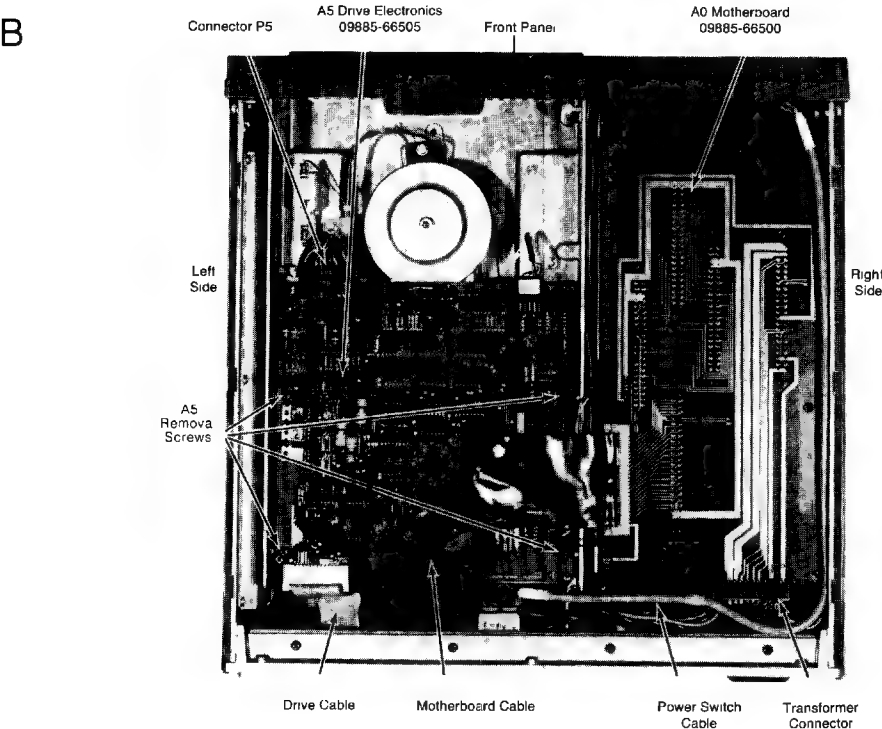 B
Connector P5
A5 Drive Electronics
09885-66505
Front Panel
A0 Motherboard
09885-66500
Left
Side
Right
Side
A5
Remova
Screws
Drive Cable
Motherboard Cable
Power Switch
Cable
Transformer
Connector